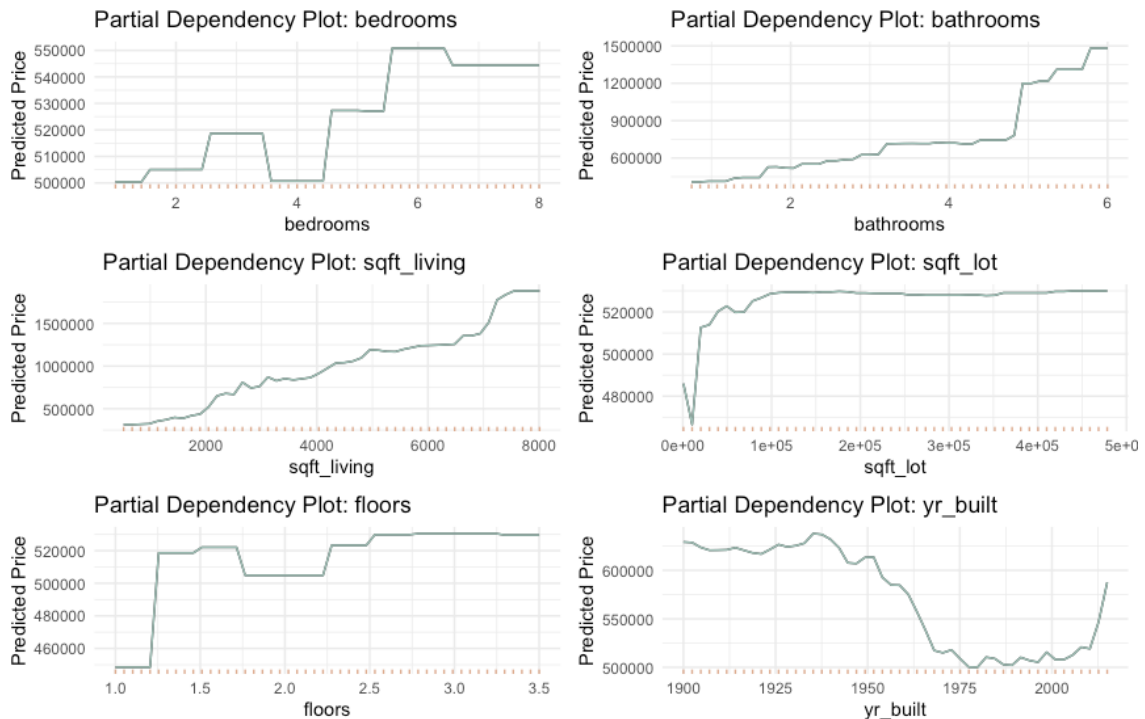 Partial Dependency Plot: bedrooms
Predicted Price
550000
540000
530000
520000
510000
500000
2 4 6 8
bedrooms
Partial Dependency Plot: bathrooms
Predicted Price
1500000
1200000
900000
600000
2 4 6
bathrooms
Partial Dependency Plot: sqft_living
Predicted Price
1500000
1000000
500000
2000 4000 6000 8000
sqft_living
Partial Dependency Plot: sqft_lot
Predicted Price
520000
500000
480000
0e+00 1e+05 2e+05 3e+05 4e+05 5e+0
sqft_lot
Partial Dependency Plot: floors
Predicted Price
520000
500000
480000
460000
1.0 1.5 2.0 2.5 3.0 3.5
floors
Partial Dependency Plot: yr_built
Predicted Price
600000
550000
500000
1900 1925 1950 1975 2000
yr_built